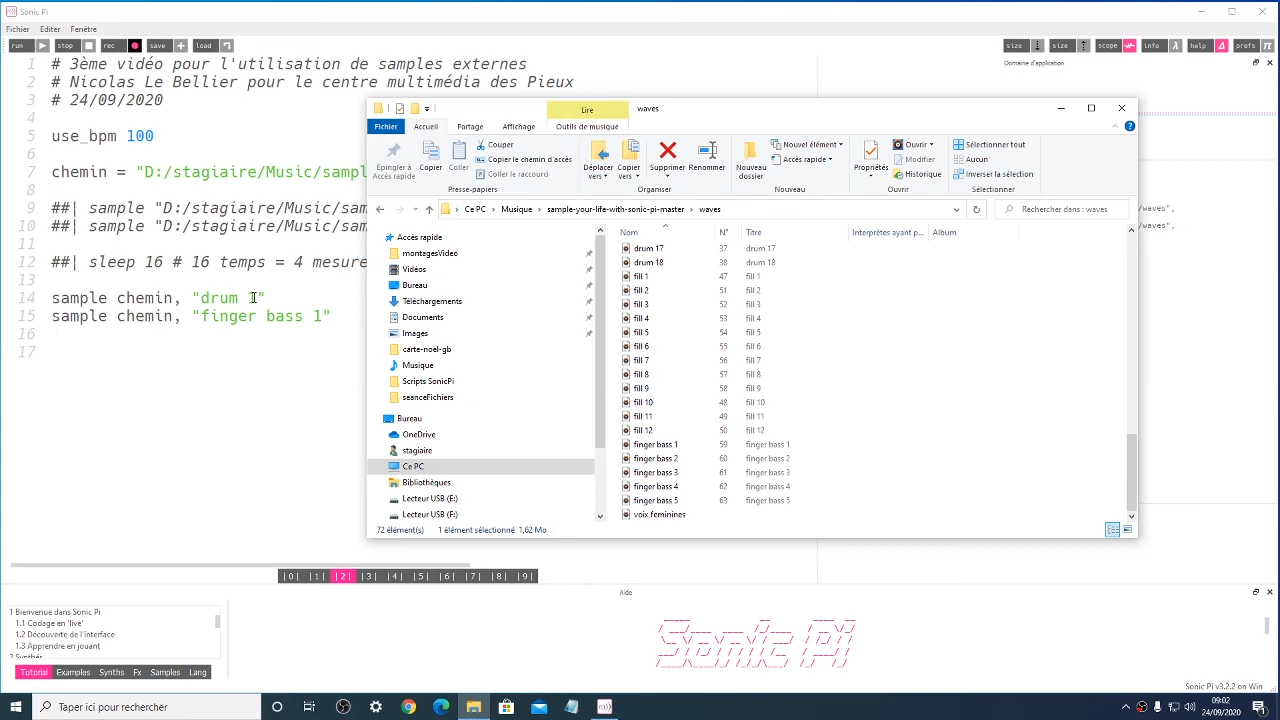 Sonic Pi
Fichier Editer Fenêtre
run stop rec save load size size scope info help prefs
1 # 3ème vidéo pour l'utilisation de samples externes
2 # Nicolas Le Bellier pour le centre multimédia des Pieux
3 # 24/09/2020
4
5 use_bpm 100
6
7 chemin = "D:/stagiaire/Music/sampl
8
9 ##| sample "D:/stagiaire/Music/sam
10 ##| sample "D:/stagiaire/Music/sam
11
12 ##| sleep 16 # 16 temps = 4 mesure
13
14 sample chemin, "drum 1"
15 sample chemin, "finger bass 1"
16
17
Domaine d'application
/waves",
/waves",
Lire waves
Fichier Accueil Partage Affichage Outils de musique
Épingler à Accès rapide
Copier
Coller
Couper
Copier le chemin d'accès
Coller le raccourci
Presse-papiers
Déplacer vers
Copier vers
Supprimer
Renommer
Organiser
Nouveau dossier
Nouvel élément
Accès rapide
Nouveau
Propriétés
Ouvrir
Modifier
Historique
Ouvrir
Sélectionner tout
Aucun
Inverser la sélection
Sélectionner
Ce PC > Musique > sample-your-life-with-sonic-pi-master > waves
Rechercher dans : waves
Accès rapide
montagesVideo
Vidéos
Bureau
Téléchargements
Documents
Images
carte-noel-gb
Musique
Scripts SonicPi
seanceFichiers
Bureau
OneDrive
stagiaire
Ce PC
Bibliothèques
Lecteur USB (E:)
Lecteur USB (F:)
Nom N° Titre Interprètes ayant p... Album
drum 17 37 drum 17
drum 18 38 drum 18
fill 1 47 fill 1
fill 2 51 fill 2
fill 3 52 fill 3
fill 4 53 fill 4
fill 5 54 fill 5
fill 6 55 fill 6
fill 7 56 fill 7
fill 8 57 fill 8
fill 9 58 fill 9
fill 10 48 fill 10
fill 11 49 fill 11
fill 12 50 fill 12
finger bass 1 59 finger bass 1
finger bass 2 60 finger bass 2
finger bass 3 61 finger bass 3
finger bass 4 62 finger bass 4
finger bass 5 63 finger bass 5
voix feminines
72 élément(s) 1 élément sélectionné 1,62 Mo
|0| |1| |2| |3| |4| |5| |6| |7| |8| |9|
Aide
1 Bienvenue dans Sonic Pi
1.1 Codage en 'live'
1.2 Découverte de l'interface
1.3 Apprendre en jouant
2 Synthés
Tutorial Examples Synths Fx Samples Lang
Sonic Pi
Sonic Pi v3.2.2 on Win
Taper ici pour rechercher
09:02
24/09/2020